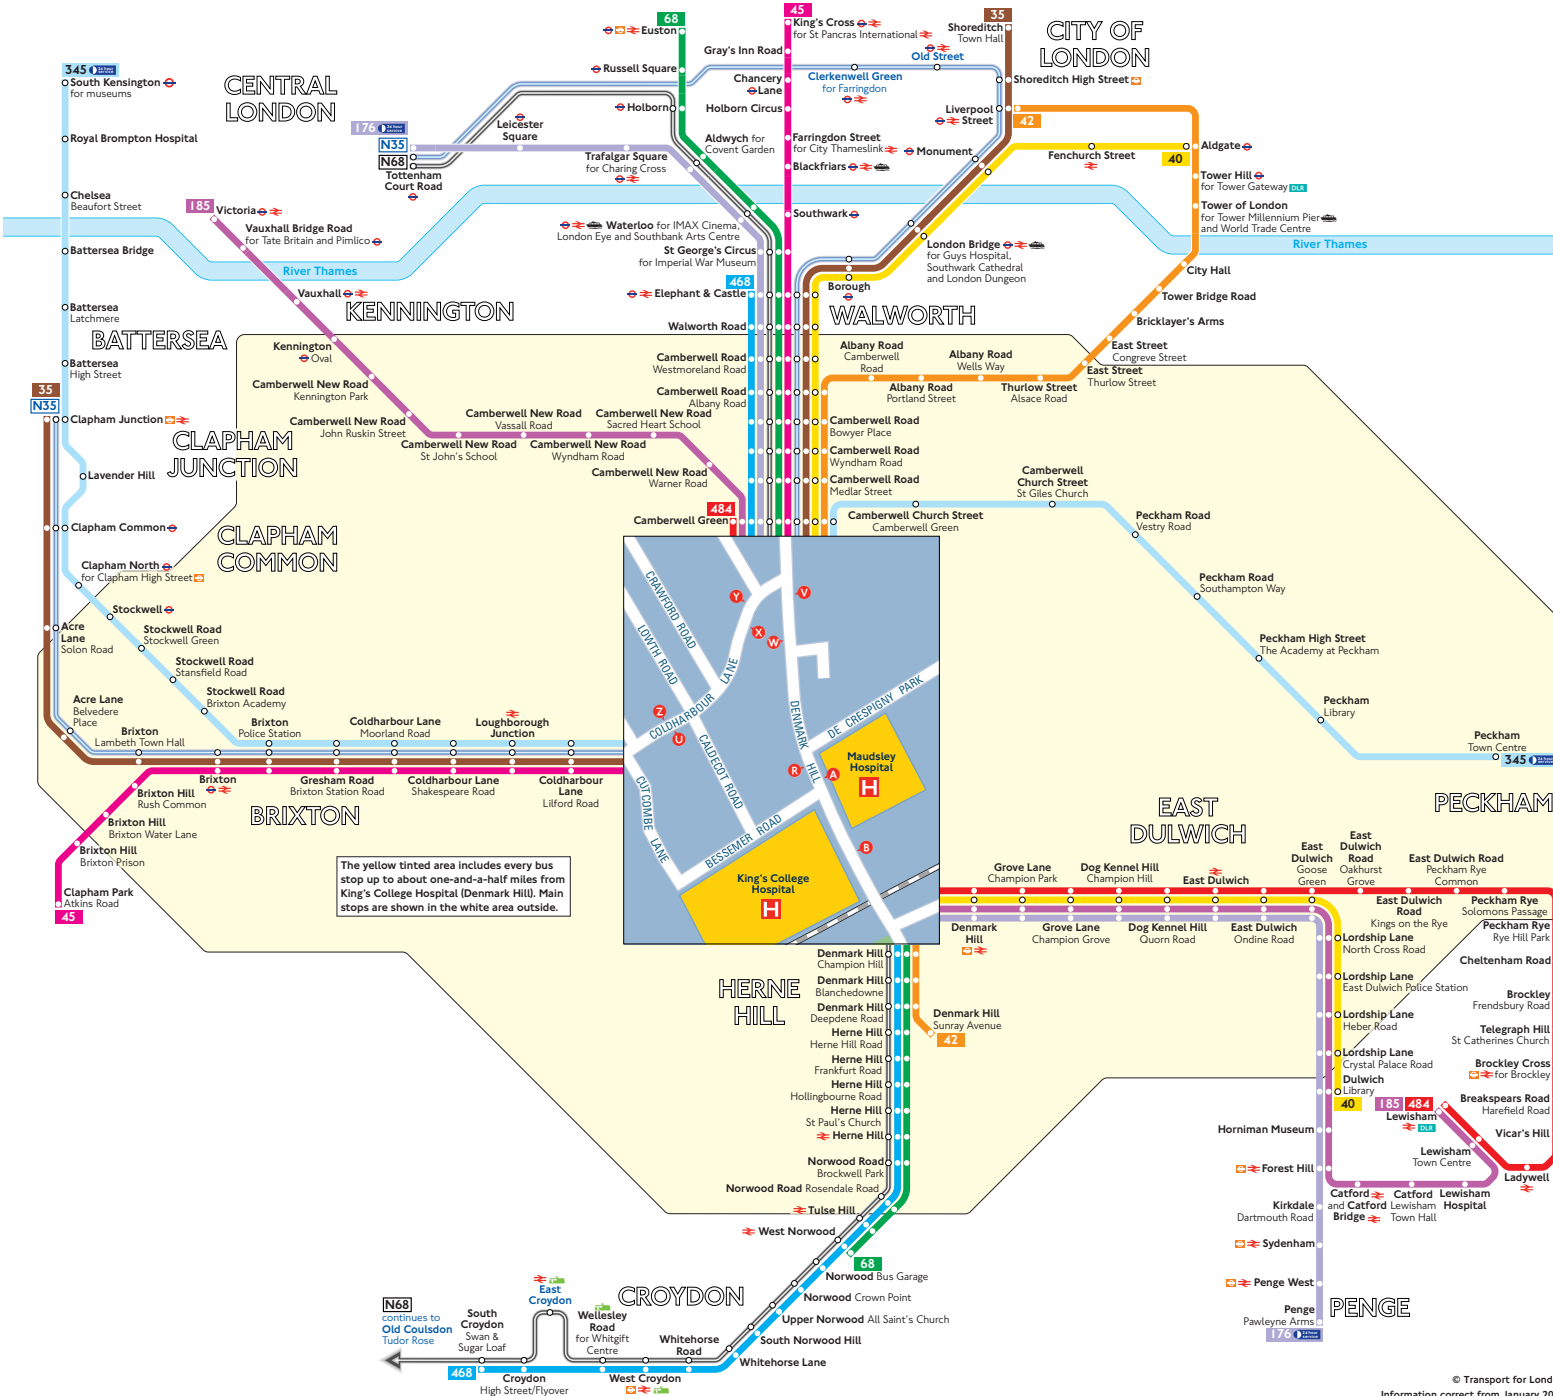 68
Euston
Russell Square
Holborn
Aldwych for
Covent Garden
45
King's Cross
for St Pancras International
Gray's Inn Road
Chancery
Lane
Holborn Circus
Farringdon Street
for City Thameslink
Blackfriars
Southwark
Old Street
Clerkenwell Green
for Farringdon
35
Shoreditch
Town Hall
Shoreditch High Street
Liverpool
Street
42
Monument
CITY OF
LONDON
Fenchurch Street
40
Aldgate
Tower Hill
for Tower Gateway DLR
Tower of London
for Tower Millennium Pier
and World Trade Centre
River Thames
City Hall
Tower Bridge Road
Bricklayer's Arms
East Street
Congreve Street
East Street
Thurlow Street
345 24 hour service
South Kensington
for museums
Royal Brompton Hospital
Chelsea
Beaufort Street
Battersea Bridge
Battersea
Latchmere
Battersea
High Street
CENTRAL
LONDON
176 24 hour service
N35
N68
Tottenham
Court Road
Leicester
Square
Trafalgar Square
for Charing Cross
185
Victoria
Vauxhall Bridge Road
for Tate Britain and Pimlico
River Thames
Vauxhall
KENNINGTON
BATTERSEA
Waterloo for IMAX Cinema,
London Eye and Southbank Arts Centre
St George's Circus
for Imperial War Museum
468
Elephant & Castle
Walworth Road
Camberwell Road
Westmoreland Road
Camberwell Road
Albany Road
London Bridge
for Guys Hospital,
Southwark Cathedral
and London Dungeon
Borough
WALWORTH
Albany Road
Camberwell
Road
Albany Road
Portland Street
Albany Road
Wells Way
Thurlow Street
Alsace Road
Camberwell Road
Bowyer Place
Camberwell Road
Wyndham Road
Camberwell Road
Medlar Street
Kennington
Oval
Camberwell New Road
Kennington Park
Camberwell New Road
John Ruskin Street
Camberwell New Road
St John's School
Camberwell New Road
Vassall Road
Camberwell New Road
Wyndham Road
Camberwell New Road
Sacred Heart School
Camberwell New Road
Warner Road
484
Camberwell Green
Camberwell Church Street
Camberwell Green
Camberwell
Church Street
St Giles Church
Peckham Road
Vestry Road
Peckham Road
Southampton Way
Peckham High Street
The Academy at Peckham
Peckham
Library
Peckham
Town Centre
345 24 hour service
PECKHAM
35
N35
Clapham Junction
CLAPHAM
JUNCTION
Lavender Hill
Clapham Common
CLAPHAM
COMMON
Clapham North
for Clapham High Street
Stockwell
Stockwell Road
Stockwell Green
Stockwell Road
Stansfield Road
Stockwell Road
Brixton Academy
Acre
Lane
Solon Road
Acre Lane
Belvedere
Place
Brixton
Lambeth Town Hall
Brixton
Police Station
Coldharbour Lane
Moorland Road
Loughborough
Junction
Brixton
Gresham Road
Brixton Station Road
Coldharbour Lane
Shakespeare Road
Coldharbour
Lane
Lilford Road
BRIXTON
Brixton Hill
Rush Common
Brixton Hill
Brixton Water Lane
Brixton Hill
Brixton Prison
Clapham Park
Atkins Road
45
The yellow tinted area includes every bus
stop up to about one-and-a-half miles from
King's College Hospital (Denmark Hill). Main
stops are shown in the white area outside.
CRAWFORD ROAD
LOWTH ROAD
COLDHARBOUR LANE
CALDECOT ROAD
CUTCOMBE LANE
BESSEMER ROAD
DENMARK HILL
DE CRESPIGNY PARK
Y
V
X
W
Z
U
R
A
B
Maudsley
Hospital
H
King's College
Hospital
H
EAST
DULWICH
Grove Lane
Champion Park
Dog Kennel Hill
Champion Hill
East Dulwich
East
Dulwich
Goose
Green
East
Dulwich
Road
Oakhurst
Grove
East Dulwich Road
Peckham Rye
Common
Denmark
Hill
Grove Lane
Champion Grove
Dog Kennel Hill
Quorn Road
East Dulwich
Ondine Road
East Dulwich
Road
Kings on the Rye
Peckham Rye
Solomons Passage
Peckham Rye
Rye Hill Park
Cheltenham Road
Brockley
Frendsbury Road
Telegraph Hill
St Catherines Church
Brockley Cross
for Brockley
Breakspears Road
Harefield Road
Vicar's Hill
Ladywell
Lordship Lane
North Cross Road
Lordship Lane
East Dulwich Police Station
Lordship Lane
Heber Road
Lordship Lane
Crystal Palace Road
Dulwich
Library
40
185
484
Lewisham
DLR
Lewisham
Town Centre
Lewisham
Hospital
Catford
Lewisham
Town Hall
Catford
and Catford
Bridge
Horniman Museum
Forest Hill
Kirkdale
Dartmouth Road
Sydenham
Penge West
Penge
Pawleyne Arms
176 24 hour service
PENGE
HERNE
HILL
Denmark Hill
Champion Hill
Denmark Hill
Blanchedowne
Denmark Hill
Deepdene Road
Herne Hill
Herne Hill Road
Herne Hill
Frankfurt Road
Herne Hill
Hollingbourne Road
Herne Hill
St Paul's Church
Herne Hill
Norwood Road
Brockwell Park
Norwood Road Rosendale Road
Tulse Hill
West Norwood
Denmark Hill
Sunray Avenue
42
68
Norwood Bus Garage
Norwood Crown Point
Upper Norwood All Saint's Church
South Norwood Hill
Whitehorse Lane
CROYDON
Whitehorse
Road
Wellesley
Road
for Whitgift
Centre
West Croydon
East
Croydon
Croydon
High Street/Flyover
South
Croydon
Swan &
Sugar Loaf
468
N68
continues to
Old Coulsdon
Tudor Rose
© Transport for Lond
Information correct from January 20